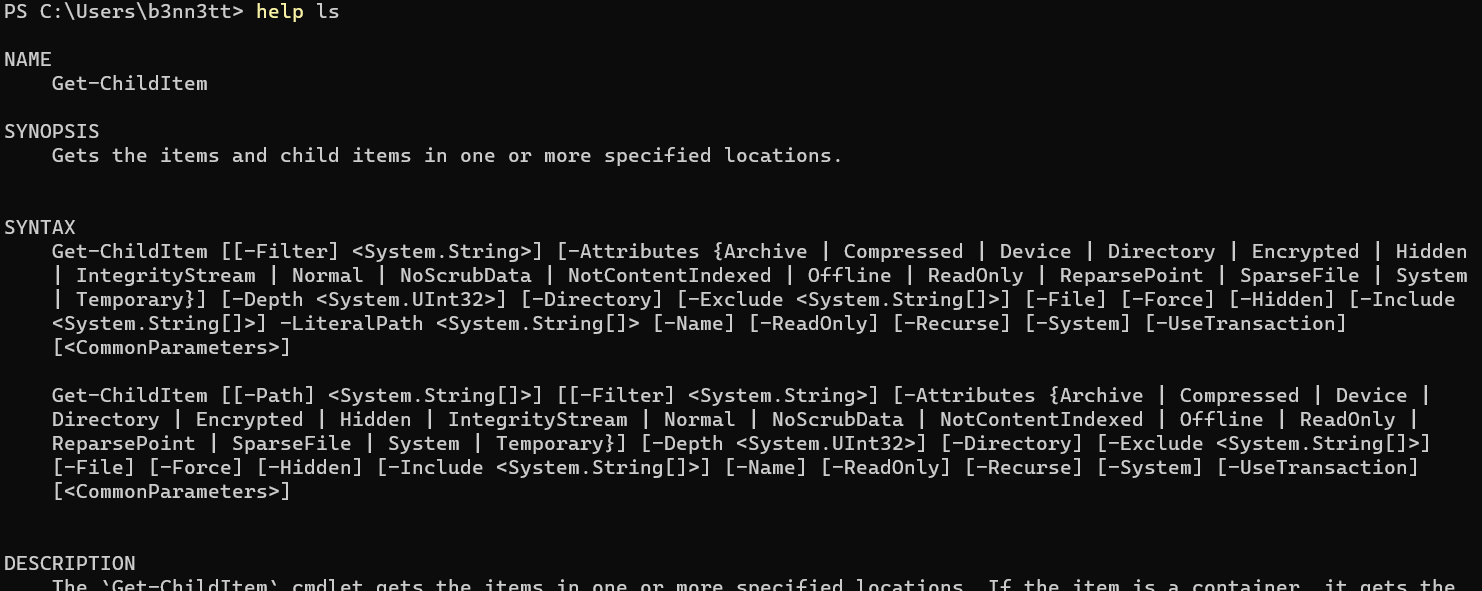 PS C:\Users\b3nn3tt> help ls
NAME
    Get-ChildItem
SYNOPSIS
    Gets the items and child items in one or more specified locations.
SYNTAX
    Get-ChildItem [[-Filter] <System.String>] [-Attributes {Archive | Compressed | Device | Directory | Encrypted | Hidden
    | IntegrityStream | Normal | NoScrubData | NotContentIndexed | Offline | ReadOnly | ReparsePoint | SparseFile | System
    | Temporary}] [-Depth <System.UInt32>] [-Directory] [-Exclude <System.String[]>] [-File] [-Force] [-Hidden] [-Include
    <System.String[]>] -LiteralPath <System.String[]> [-Name] [-ReadOnly] [-Recurse] [-System] [-UseTransaction]
    [<CommonParameters>]
    Get-ChildItem [[-Path] <System.String[]>] [[-Filter] <System.String>] [-Attributes {Archive | Compressed | Device |
    Directory | Encrypted | Hidden | IntegrityStream | Normal | NoScrubData | NotContentIndexed | Offline | ReadOnly |
    ReparsePoint | SparseFile | System | Temporary}] [-Depth <System.UInt32>] [-Directory] [-Exclude <System.String[]>]
    [-File] [-Force] [-Hidden] [-Include <System.String[]>] [-Name] [-ReadOnly] [-Recurse] [-System] [-UseTransaction]
    [<CommonParameters>]
DESCRIPTION
    The `Get-ChildItem` cmdlet gets the items in one or more specified locations. If the item is a container, it gets the